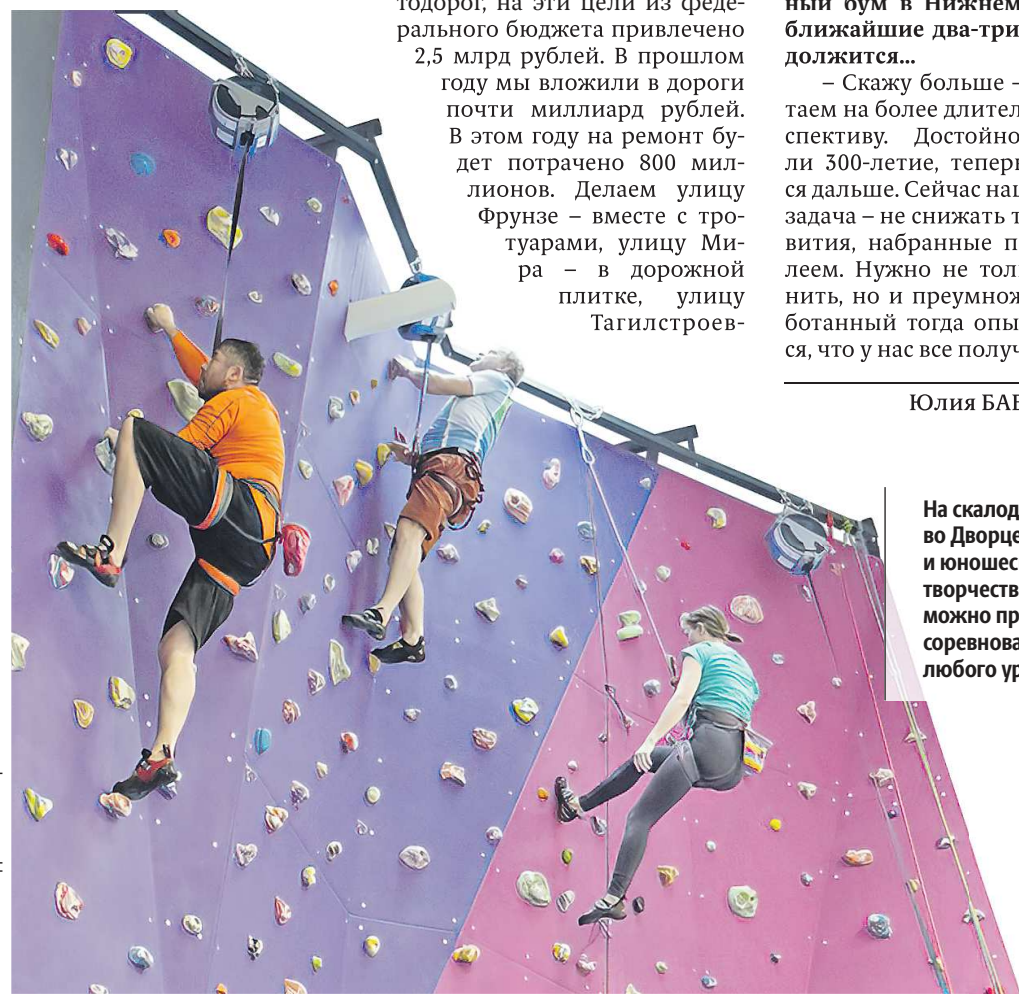 тодорог, на эти цели из феде-
рального бюджета привлечено
2,5 млрд рублей. В прошлом
году мы вложили в дороги
почти миллиард рублей.
В этом году на ремонт бу-
дет потрачено 800 мил-
лионов. Делаем улицу
Фрунзе – вместе с тро-
туарами, улицу Ми-
ра – в дорожной
плитке, улицу
Тагилстроев-
ный бум в Нижнем
ближайшие два-три
должится...
– Скажу больше –
таем на более длител
спективу. Достойно
ли 300-летие, теперь
ся дальше. Сейчас наш
задача – не снижать т
вития, набранные п
леем. Нужно не толь
нить, но и преумнож
ботанный тогда опы
ся, что у нас все получ
Юлия БАБ
На скалод
во Дворце
и юношес
творчеств
можно пр
соревнова
любого ур